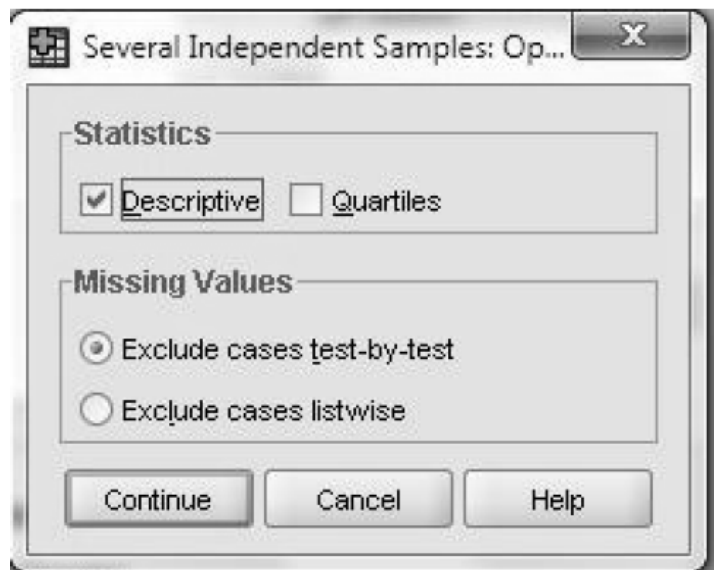 Several Independent Samples: Op...
Statistics
Descriptive Quartiles
Missing Values
Exclude cases test-by-test
Exclude cases listwise
Continue Cancel Help